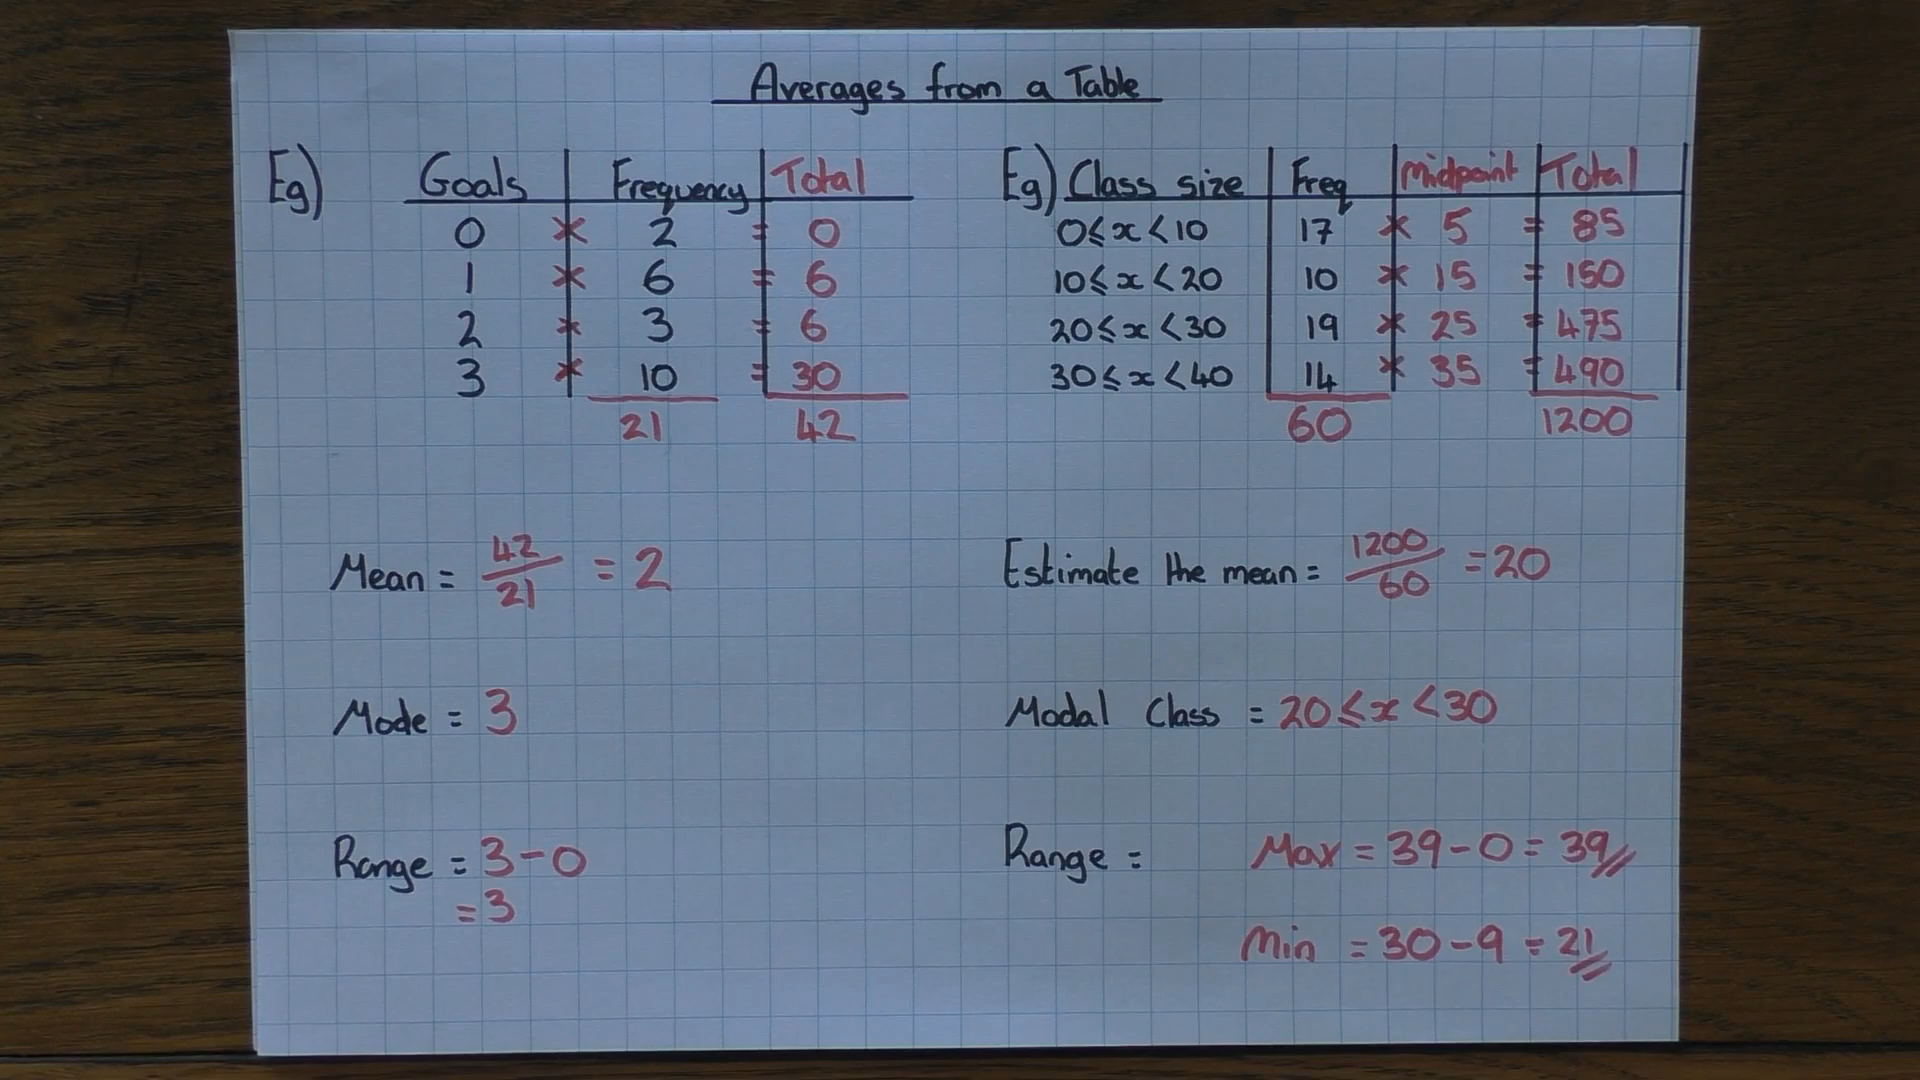 Averages from a Table
Eg) Goals Frequency Total
0 × 2 = 0
1 × 6 = 6
2 × 3 = 6
3 × 10 = 30
21 42
Mean = 42/21 = 2
Mode = 3
Range = 3 - 0
= 3
Eg) Class size Freq Midpoint Total
0 ≤ x < 10 17 × 5 = 85
10 ≤ x < 20 10 × 15 = 150
20 ≤ x < 30 19 × 25 = 475
30 ≤ x < 40 14 × 35 = 490
60 1200
Estimate the mean = 1200/60 = 20
Modal Class = 20 ≤ x < 30
Range = Max = 39 - 0 = 39
Min = 30 - 9 = 21